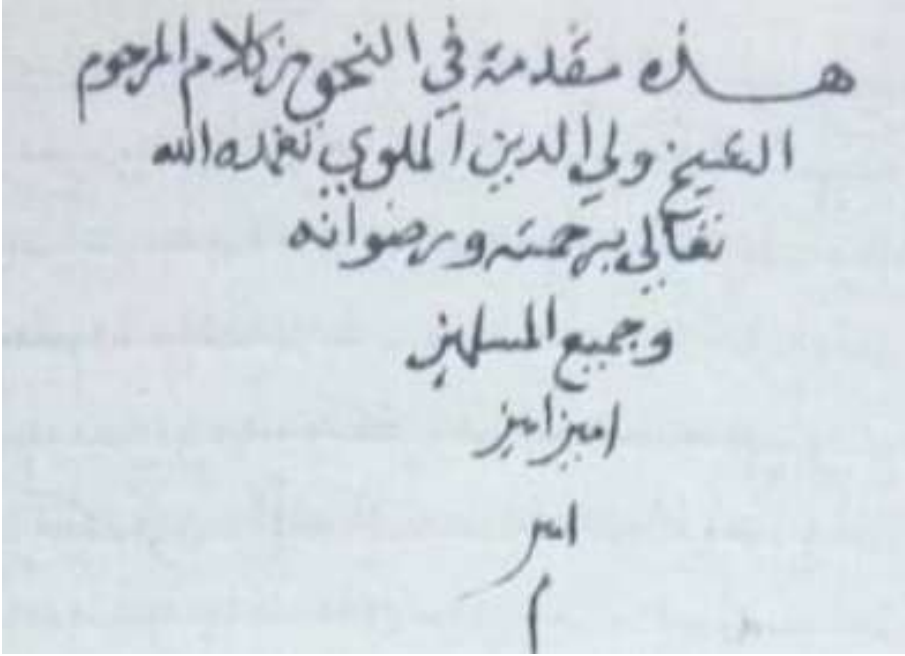 هذه مقدمة في النحو من كلام المرحوم
الشيخ ولي الدين الملوي تغمده الله
تعالى برحمته ورضوانه
وجميع المسلمين
امين امين
امين
م